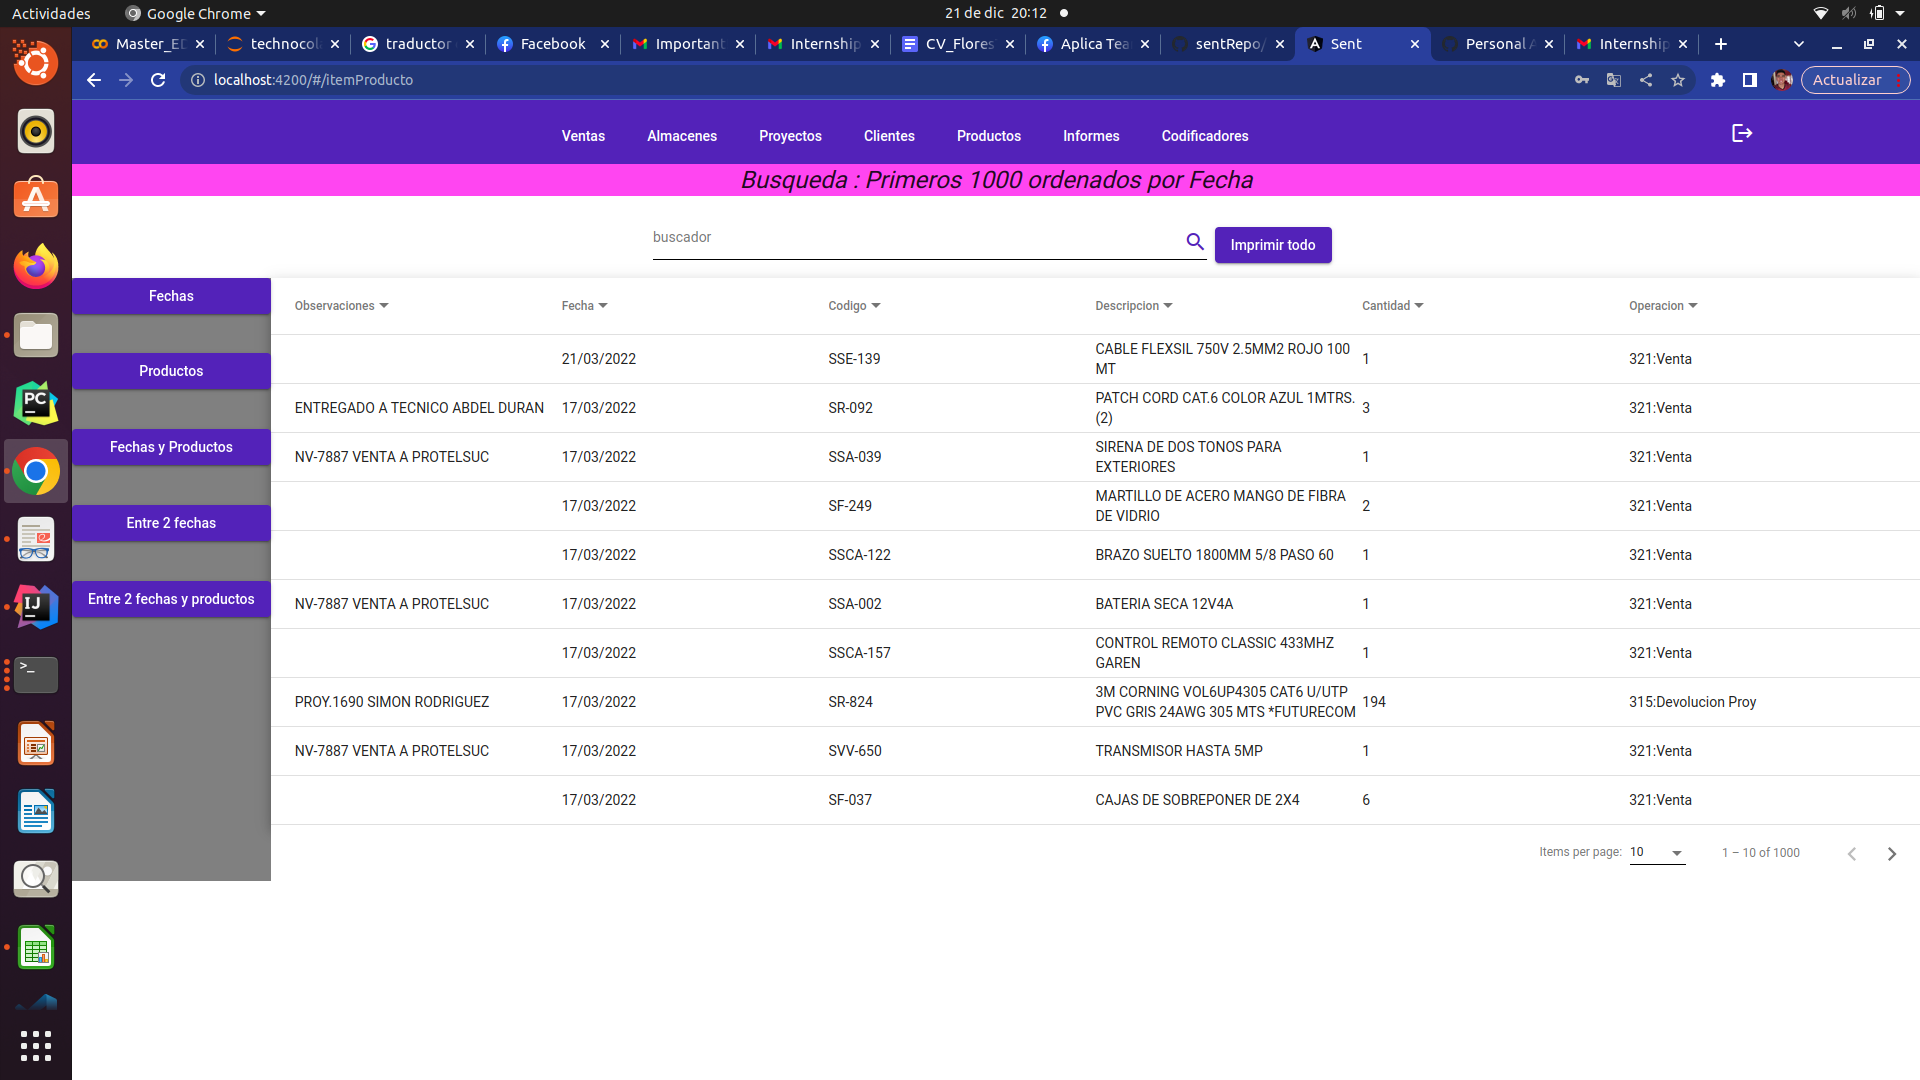 Actividades
Google Chrome
21 de dic 20:12
Master_ED
technocola
traductor
Facebook
Important
Internship
CV_Flores
Aplica Tea
sentRepo/
Sent
Personal A
Internship
localhost:4200/#/itemProducto
Actualizar
Ventas
Almacenes
Proyectos
Clientes
Productos
Informes
Codificadores
Busqueda : Primeros 1000 ordenados por Fecha
buscador
Imprimir todo
Fechas
Productos
Fechas y Productos
Entre 2 fechas
Entre 2 fechas y productos
Observaciones Fecha Codigo Descripcion Cantidad Operacion
21/03/2022 SSE-139 CABLE FLEXSIL 750V 2.5MM2 ROJO 100 1 321:Venta
MT
ENTREGADO A TECNICO ABDEL DURAN 17/03/2022 SR-092 PATCH CORD CAT.6 COLOR AZUL 1MTRS. 3 321:Venta
(2)
NV-7887 VENTA A PROTELSUC 17/03/2022 SSA-039 SIRENA DE DOS TONOS PARA 1 321:Venta
EXTERIORES
17/03/2022 SF-249 MARTILLO DE ACERO MANGO DE FIBRA 2 321:Venta
DE VIDRIO
17/03/2022 SSCA-122 BRAZO SUELTO 1800MM 5/8 PASO 60 1 321:Venta
NV-7887 VENTA A PROTELSUC 17/03/2022 SSA-002 BATERIA SECA 12V4A 1 321:Venta
17/03/2022 SSCA-157 CONTROL REMOTO CLASSIC 433MHZ 1 321:Venta
GAREN
PROY.1690 SIMON RODRIGUEZ 17/03/2022 SR-824 3M CORNING VOL6UP4305 CAT6 U/UTP 194 315:Devolucion Proy
PVC GRIS 24AWG 305 MTS *FUTURECOM
NV-7887 VENTA A PROTELSUC 17/03/2022 SVV-650 TRANSMISOR HASTA 5MP 1 321:Venta
17/03/2022 SF-037 CAJAS DE SOBREPONER DE 2X4 6 321:Venta
Items per page: 10 1 – 10 of 1000